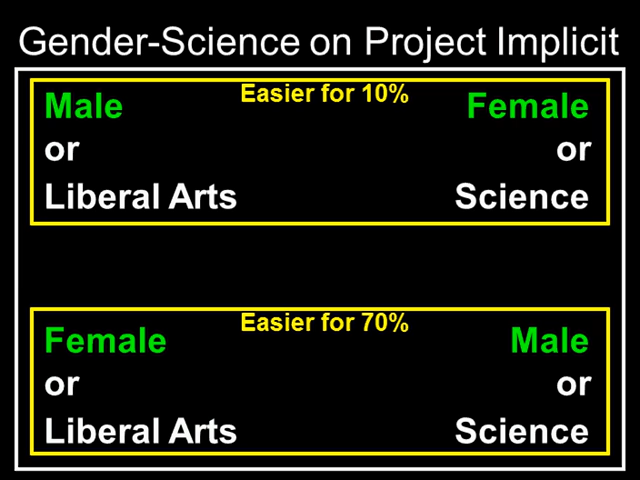 Gender-Science on Project Implicit
Easier for 10%
Male Female
or or
Liberal Arts Science
Easier for 70%
Female Male
or or
Liberal Arts Science